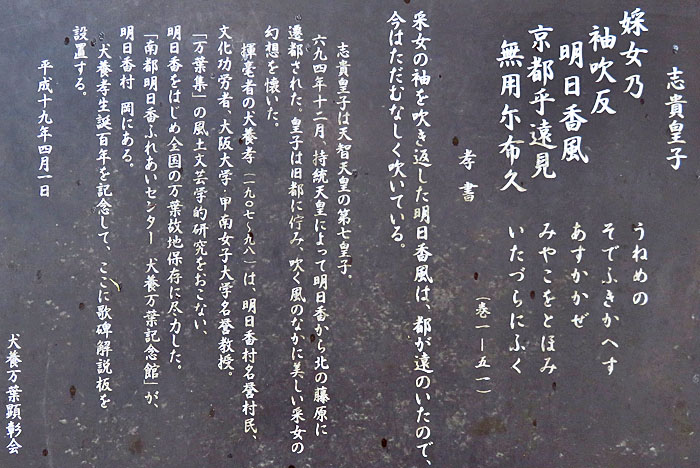 志貴皇子
婇女乃
袖吹反
明日香風
京都乎遠見
無用尓布久
孝書
うねめの
そでふきかへす
あすかかぜ
みやこをとほみ
いたづらにふく
(巻一―五一)
采女の袖を吹き返した明日香風は、都が遠のいたので、
今はただむなしく吹いている。
志貴皇子は天智天皇の第七皇子。
六九四年十二月、持統天皇によって明日香から北の藤原に
遷都された。皇子は旧都に佇み、吹く風のなかに美しい采女の
幻想を懐いた。
揮毫者の犬養孝(一九〇七~九八)は、明日香村名誉村民、
文化功労者、大阪大学・甲南女子大学名誉教授。
「万葉集」の風土文芸学的研究をおこない、
明日香をはじめ全国の万葉故地保存に尽力した。
「南都明日香ふれあいセンター 犬養万葉記念館」が、
明日香村 岡にある。
犬養孝生誕百年を記念して、ここに歌碑解説板を
設置する。
平成十九年四月一日
犬養万葉顕彰会